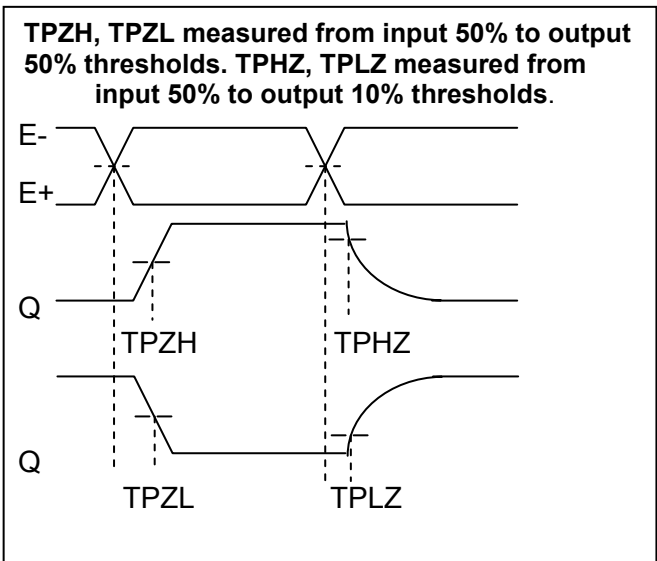 TPZH, TPZL measured from input 50% to output
50% thresholds. TPHZ, TPLZ measured from
input 50% to output 10% thresholds.
E-
E+
Q
TPZH
TPHZ
Q
TPZL
TPLZ